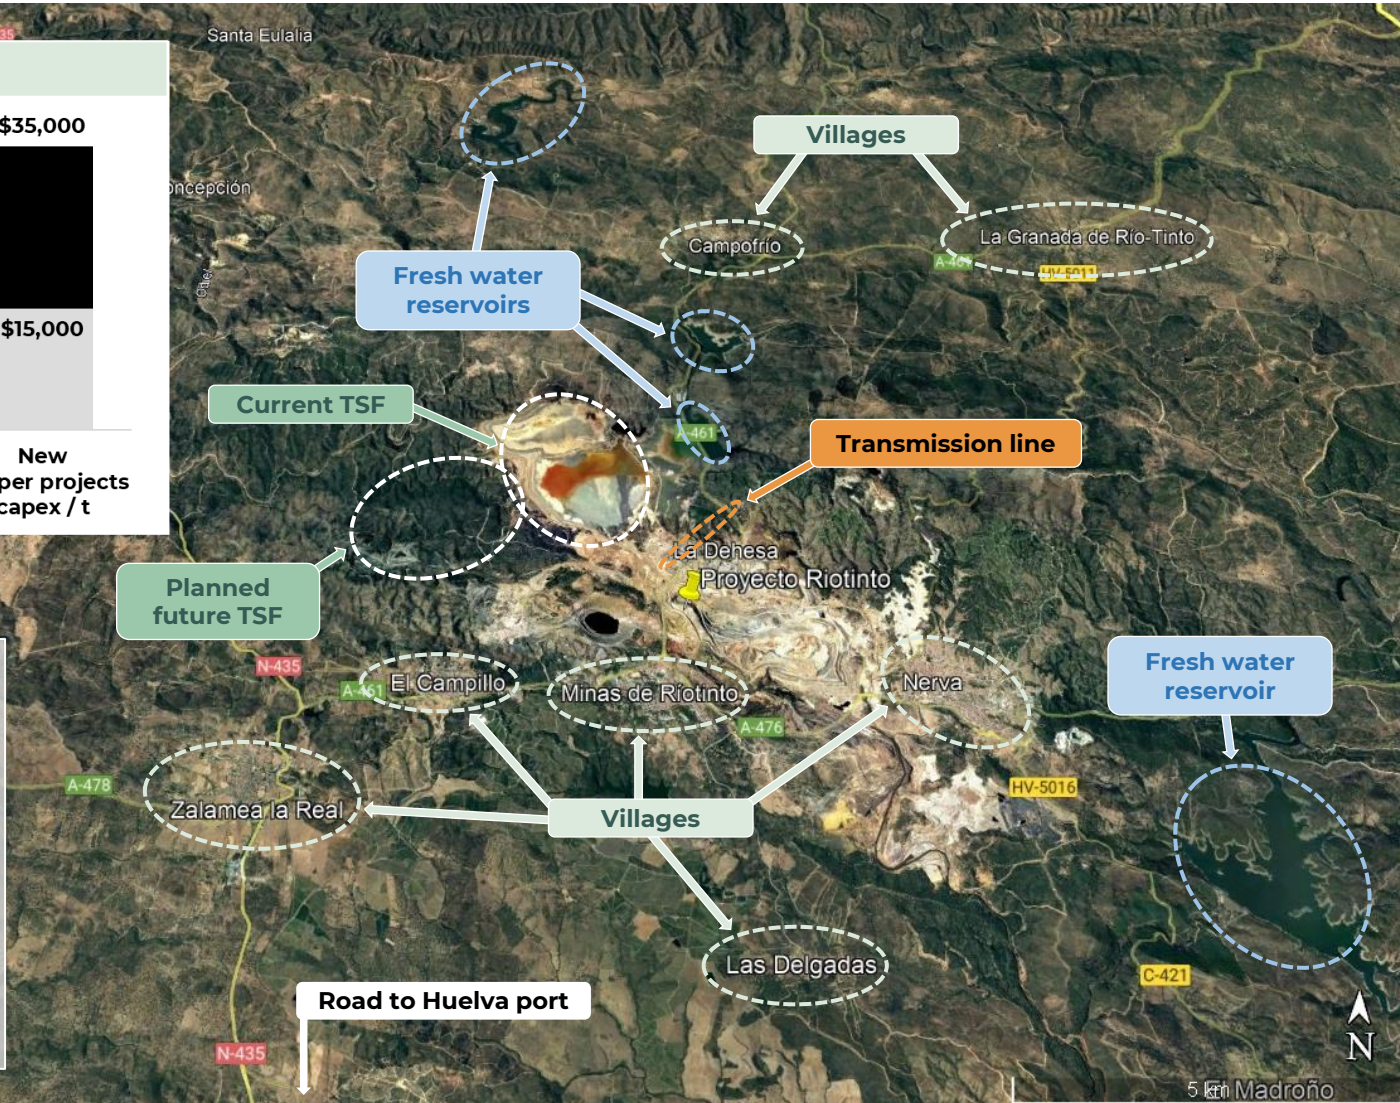 Santa Eulalia
$35,000
Villages
Campofrío
La Granada de Río-Tinto
A-461
HV-5011
Fresh water
reservoirs
$15,000
Current TSF
A-461
Transmission line
New
per projects
capex / t
La Dehesa
Proyecto Riotinto
Planned
future TSF
N-435
A-461
El Campillo
Minas de Ríotinto
Nerva
Fresh water
reservoir
A-476
A-478
Zalamea la Real
Villages
HV-5016
Las Delgadas
C-421
Road to Huelva port
N-435
N
5 km
El Madroño